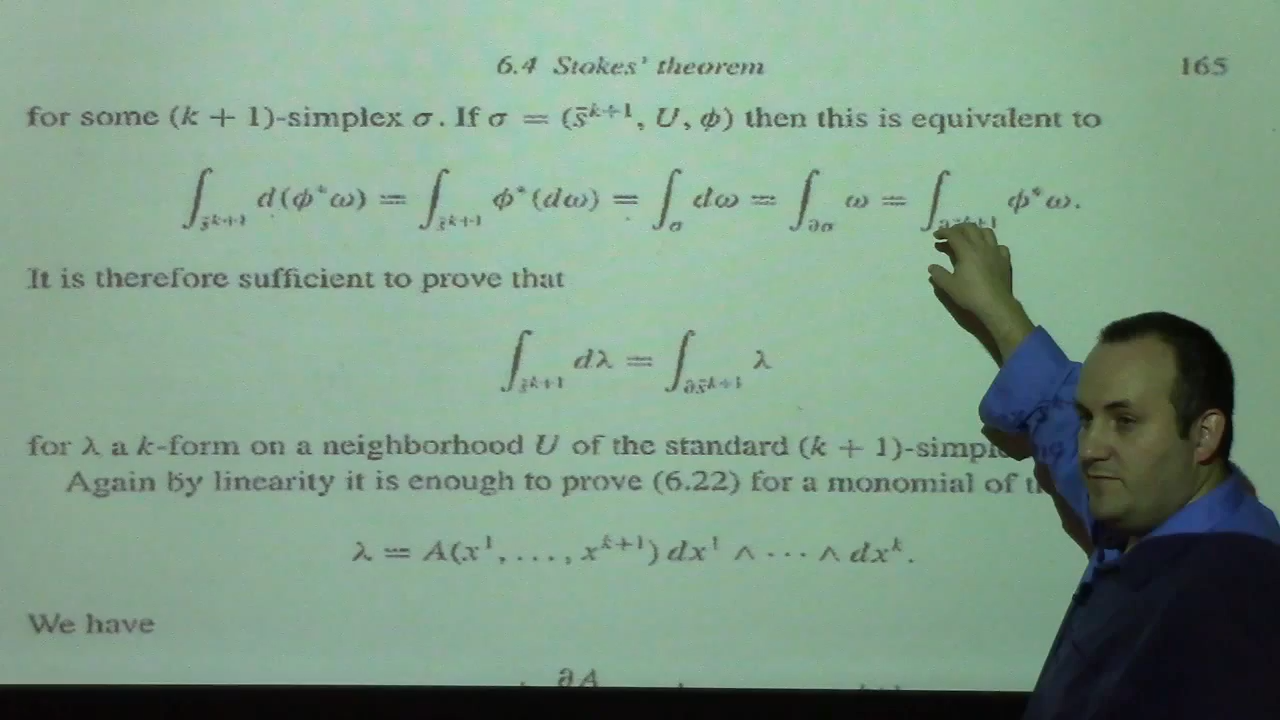 6.4 Stokes' theorem 165
for some (k + 1)-simplex σ. If σ = (s̄^{k+1}, U, ϕ) then this is equivalent to
∫_{s̄^{k+1}} d(ϕ*ω) = ∫_{s̄^{k+1}} ϕ*(dω) = ∫_σ dω = ∫_{∂σ} ω = ∫ ϕ*ω.
It is therefore sufficient to prove that
∫_{s̄^{k+1}} dλ = ∫_{∂s̄^{k+1}} λ
for λ a k-form on a neighborhood U of the standard (k + 1)-
Again by linearity it is enough to prove (6.22) for a monomial of
λ = A(x^1, . . . , x^{k+1}) dx^1 ∧ · · · ∧ dx^k.
We have
∂A